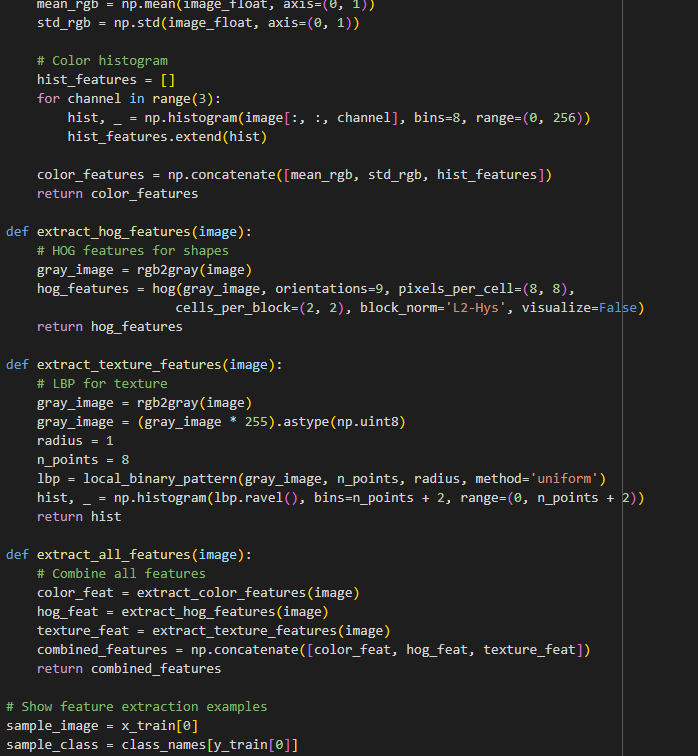 mean_rgb = np.mean(image_float, axis=(0, 1))
    std_rgb = np.std(image_float, axis=(0, 1))

    # Color histogram
    hist_features = []
    for channel in range(3):
        hist, _ = np.histogram(image[:, :, channel], bins=8, range=(0, 256))
        hist_features.extend(hist)

    color_features = np.concatenate([mean_rgb, std_rgb, hist_features])
    return color_features

def extract_hog_features(image):
    # HOG features for shapes
    gray_image = rgb2gray(image)
    hog_features = hog(gray_image, orientations=9, pixels_per_cell=(8, 8),
                      cells_per_block=(2, 2), block_norm='L2-Hys', visualize=False)
    return hog_features

def extract_texture_features(image):
    # LBP for texture
    gray_image = rgb2gray(image)
    gray_image = (gray_image * 255).astype(np.uint8)
    radius = 1
    n_points = 8
    lbp = local_binary_pattern(gray_image, n_points, radius, method='uniform')
    hist, _ = np.histogram(lbp.ravel(), bins=n_points + 2, range=(0, n_points + 2))
    return hist

def extract_all_features(image):
    # Combine all features
    color_feat = extract_color_features(image)
    hog_feat = extract_hog_features(image)
    texture_feat = extract_texture_features(image)
    combined_features = np.concatenate([color_feat, hog_feat, texture_feat])
    return combined_features

# Show feature extraction examples
sample_image = x_train[0]
sample_class = class_names[y_train[0]]